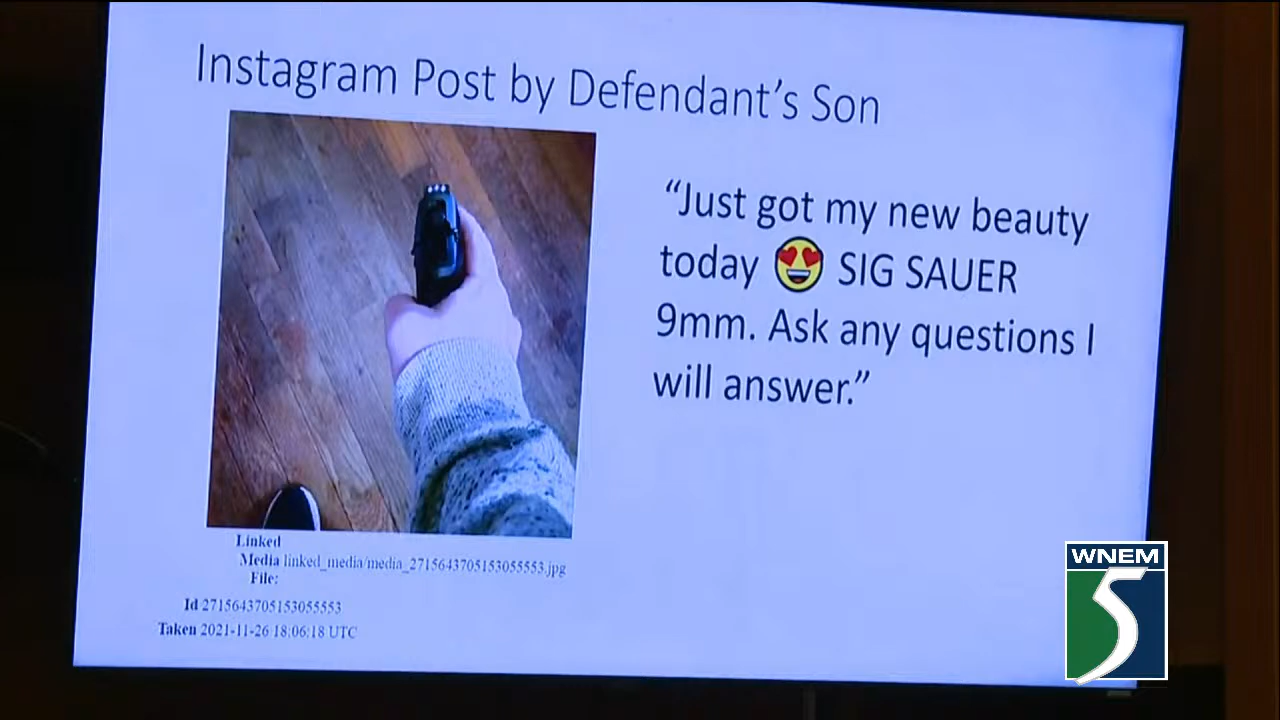 Instagram Post by Defendant’s Son
“Just got my new beauty
today 😍 SIG SAUER
9mm. Ask any questions I
will answer.”
Linked
Media linked_media/media_2715643705153055553.jpg
File:
Id 2715643705153055553
Taken 2021-11-26 18:06:18 UTC
WNEM
5